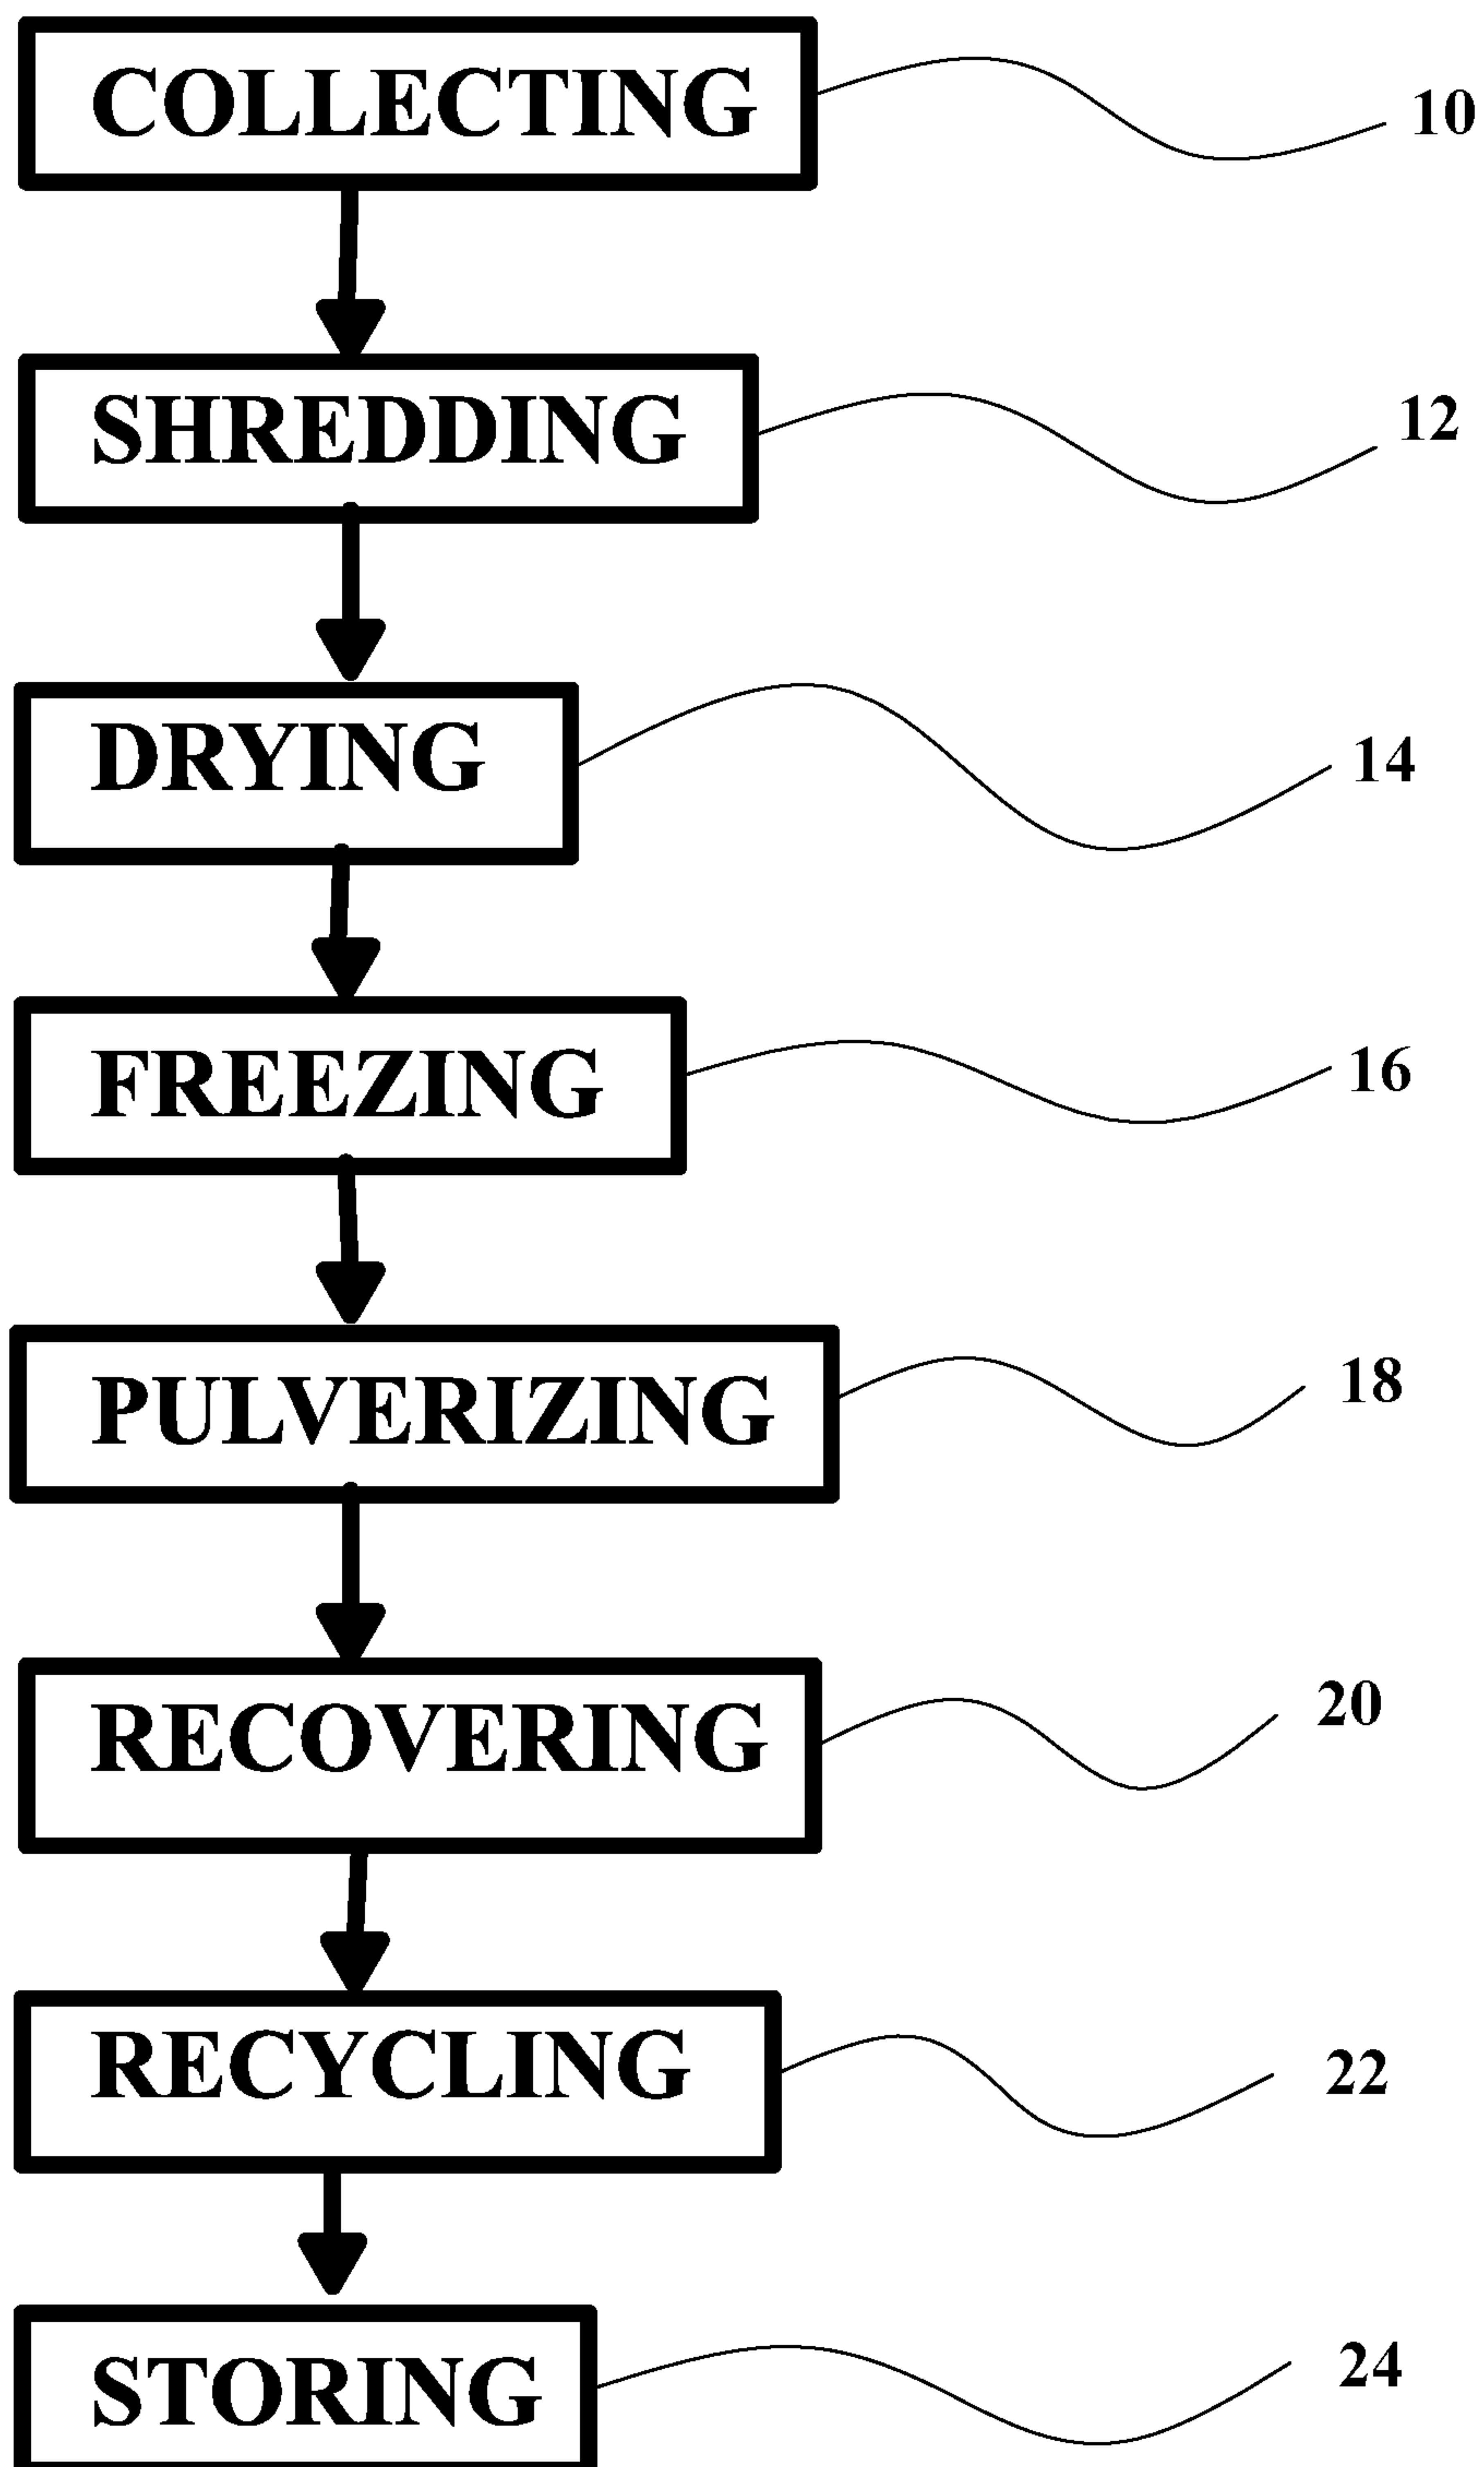 COLLECTING 10
SHREDDING 12
DRYING 14
FREEZING 16
PULVERIZING 18
RECOVERING 20
RECYCLING 22
STORING 24